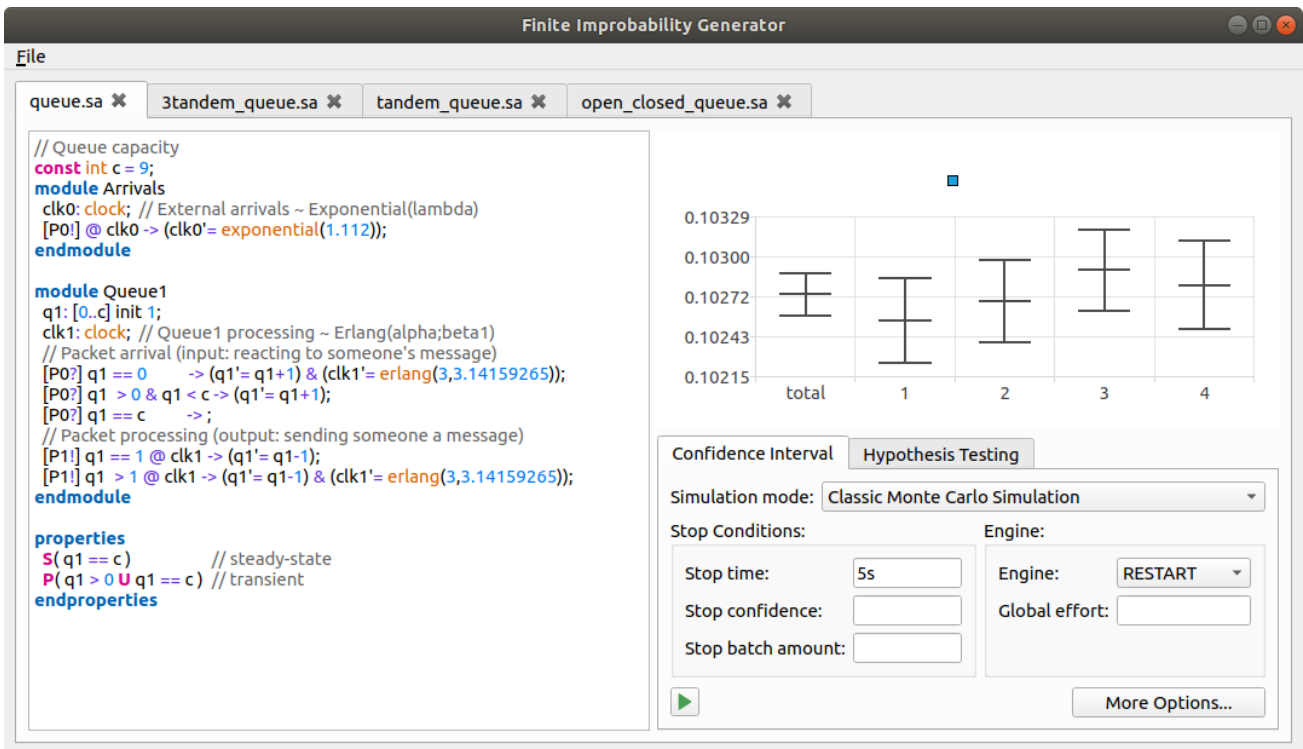 Finite Improbability Generator
File
queue.sa 3tandem_queue.sa tandem_queue.sa open_closed_queue.sa
// Queue capacity
const int c = 9;
module Arrivals
clk0: clock; // External arrivals ~ Exponential(lambda)
[P0!] @ clk0 -> (clk0'= exponential(1.112));
endmodule
module Queue1
q1: [0..c] init 1;
clk1: clock; // Queue1 processing ~ Erlang(alpha;beta1)
// Packet arrival (input: reacting to someone's message)
[P0?] q1 == 0 -> (q1'= q1+1) & (clk1'= erlang(3,3.14159265));
[P0?] q1 > 0 & q1 < c -> (q1'= q1+1);
[P0?] q1 == c -> ;
// Packet processing (output: sending someone a message)
[P1!] q1 == 1 @ clk1 -> (q1'= q1-1);
[P1!] q1 > 1 @ clk1 -> (q1'= q1-1) & (clk1'= erlang(3,3.14159265));
endmodule
properties
S( q1 == c ) // steady-state
P( q1 > 0 U q1 == c ) // transient
endproperties
0.10329
0.10300
0.10272
0.10243
0.10215
total 1 2 3 4
Confidence Interval Hypothesis Testing
Simulation mode: Classic Monte Carlo Simulation
Stop Conditions: Engine:
Stop time: 5s Engine: RESTART
Stop confidence: Global effort:
Stop batch amount:
More Options...